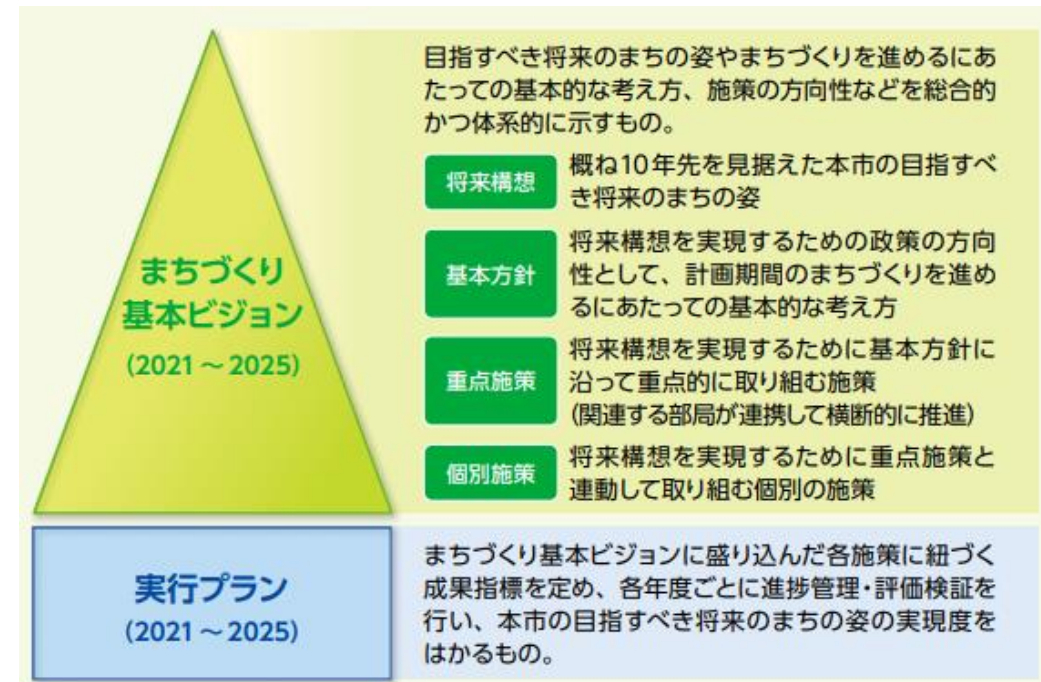 目指すべき将来のまちの姿やまちづくりを進めるにあ
たっての基本的な考え方、施策の方向性などを総合的
かつ体系的に示すもの。
将来構想
概ね10年先を見据えた本市の目指すべ
き将来のまちの姿
基本方針
将来構想を実現するための政策の方向
性として、計画期間のまちづくりを進め
るにあたっての基本的な考え方
まちづくり
基本ビジョン
(2021～2025)
重点施策
将来構想を実現するために基本方針に
沿って重点的に取り組む施策
(関連する部局が連携して横断的に推進)
個別施策
将来構想を実現するために重点施策と
連動して取り組む個別の施策
実行プラン
(2021～2025)
まちづくり基本ビジョンに盛り込んだ各施策に紐づく
成果指標を定め、各年度ごとに進捗管理・評価検証を
行い、本市の目指すべき将来のまちの姿の実現度を
はかるもの。